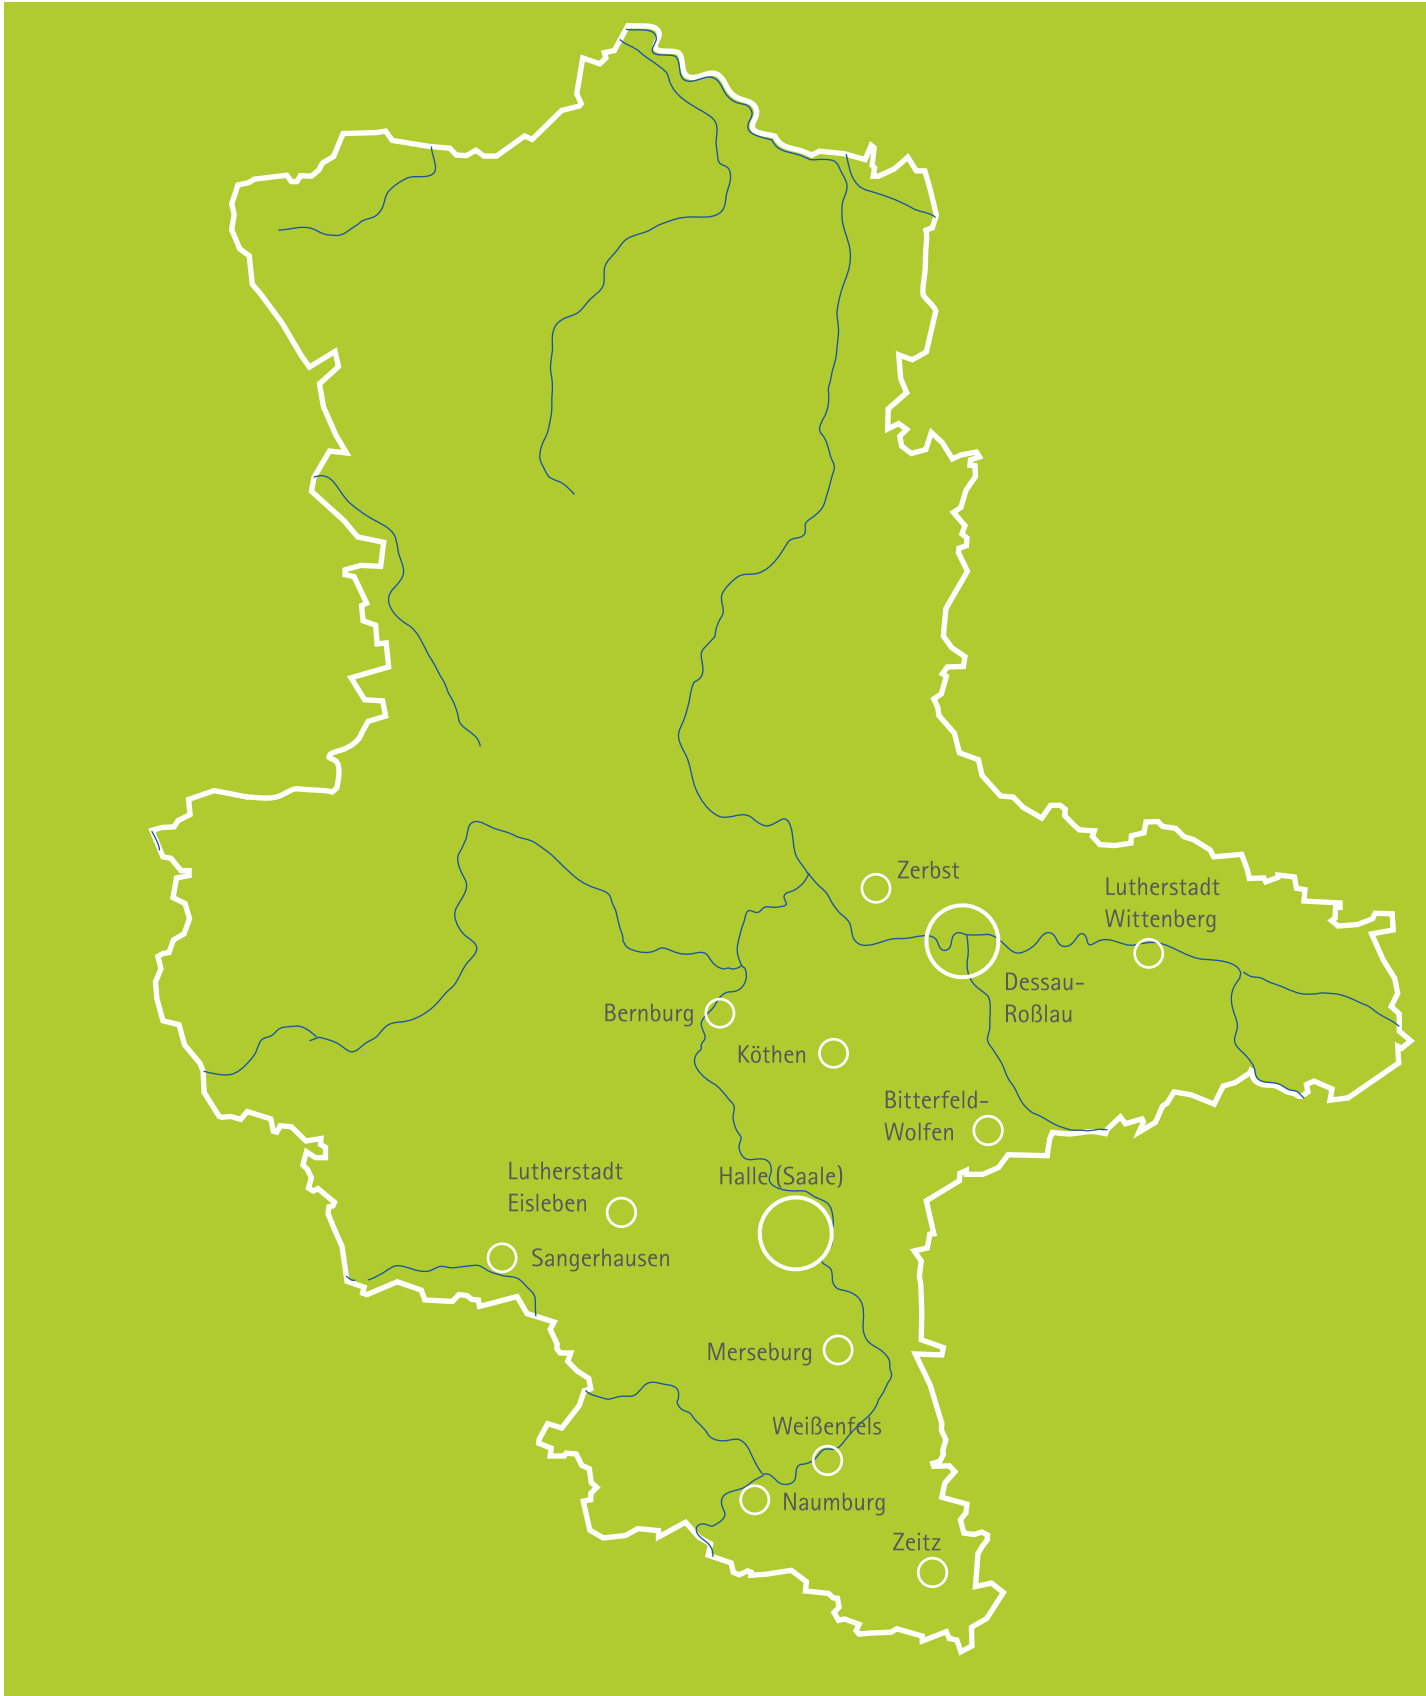 Zerbst
Lutherstadt
Wittenberg
Dessau-
Roßlau
Bernburg
Köthen
Bitterfeld-
Wolfen
Lutherstadt
Eisleben
Halle (Saale)
Sangerhausen
Merseburg
Weißenfels
Naumburg
Zeitz